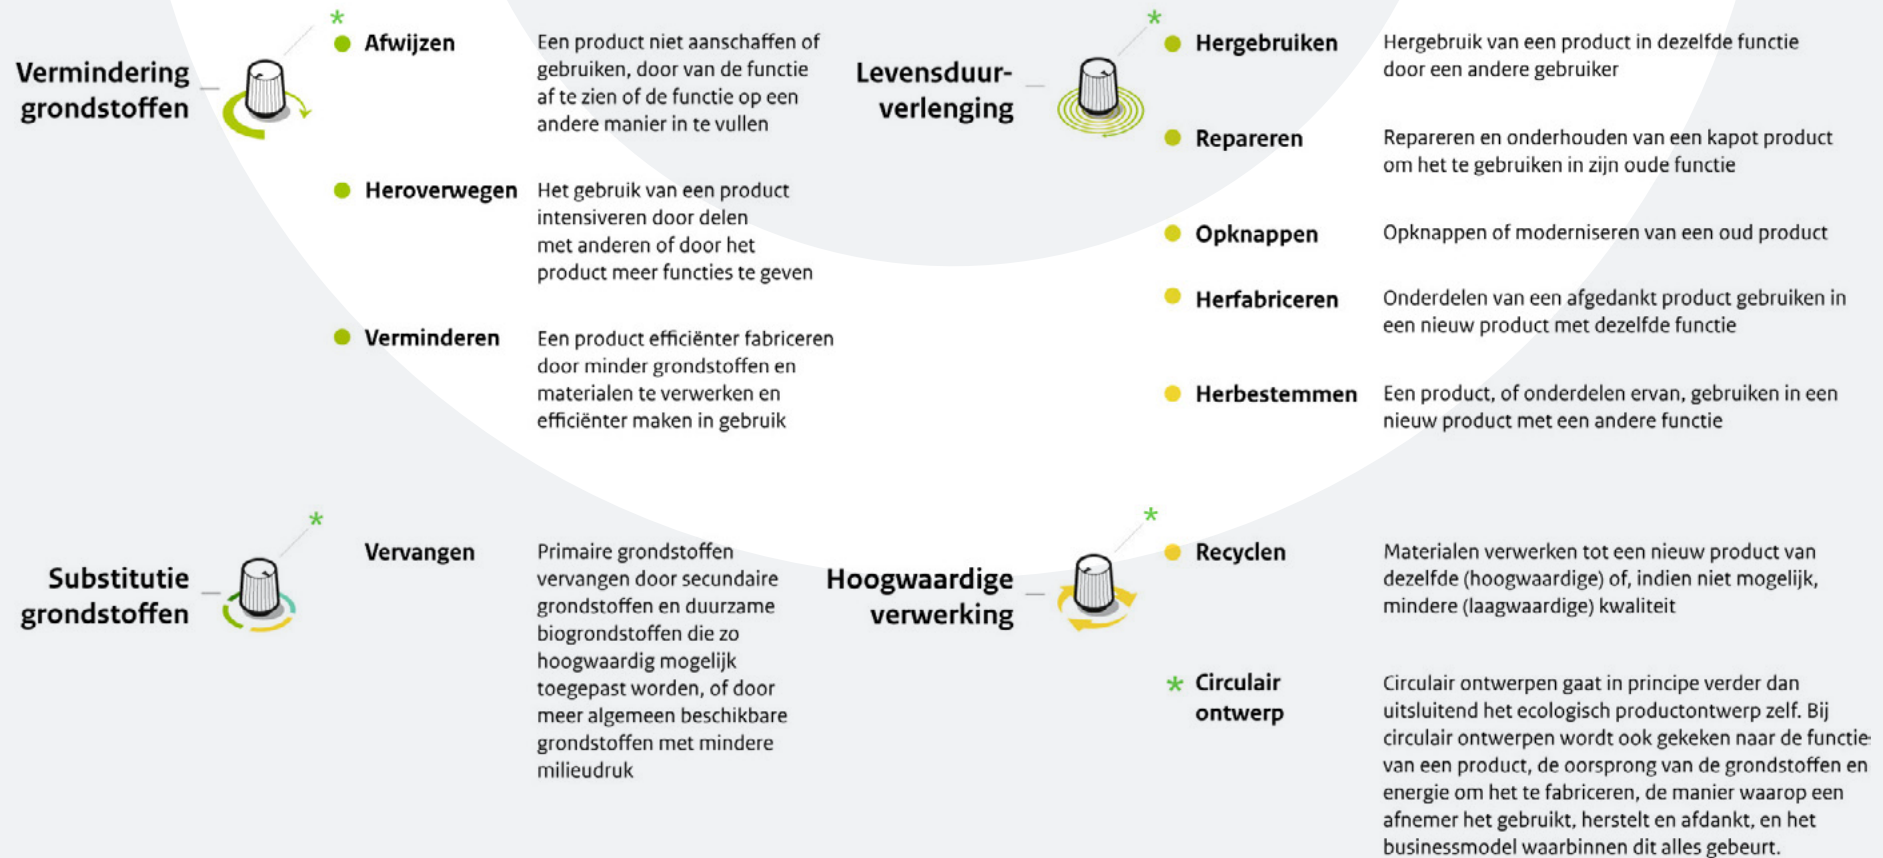 Vermindering
grondstoffen
*
Afwijzen
Een product niet aanschaffen of
gebruiken, door van de functie
af te zien of de functie op een
andere manier in te vullen
Heroverwegen
Het gebruik van een product
intensiveren door delen
met anderen of door het
product meer functies te geven
Verminderen
Een product efficiënter fabriceren
door minder grondstoffen en
materialen te verwerken en
efficiënter maken in gebruik
Levensduur-
verlenging
*
Hergebruiken
Hergebruik van een product in dezelfde functie
door een andere gebruiker
Repareren
Repareren en onderhouden van een kapot product
om het te gebruiken in zijn oude functie
Opknappen
Opknappen of moderniseren van een oud product
Herfabriceren
Onderdelen van een afgedankt product gebruiken in
een nieuw product met dezelfde functie
Herbestemmen
Een product, of onderdelen ervan, gebruiken in een
nieuw product met een andere functie
Substitutie
grondstoffen
*
Vervangen
Primaire grondstoffen
vervangen door secundaire
grondstoffen en duurzame
biogrondstoffen die zo
hoogwaardig mogelijk
toegepast worden, of door
meer algemeen beschikbare
grondstoffen met mindere
milieudruk
Hoogwaardige
verwerking
*
Recyclen
Materialen verwerken tot een nieuw product van
dezelfde (hoogwaardige) of, indien niet mogelijk,
mindere (laagwaardige) kwaliteit
* Circulair
ontwerp
Circulair ontwerpen gaat in principe verder dan
uitsluitend het ecologisch productontwerp zelf. Bij
circulair ontwerpen wordt ook gekeken naar de functie
van een product, de oorsprong van de grondstoffen en
energie om het te fabriceren, de manier waarop een
afnemer het gebruikt, herstelt en afdankt, en het
businessmodel waarbinnen dit alles gebeurt.